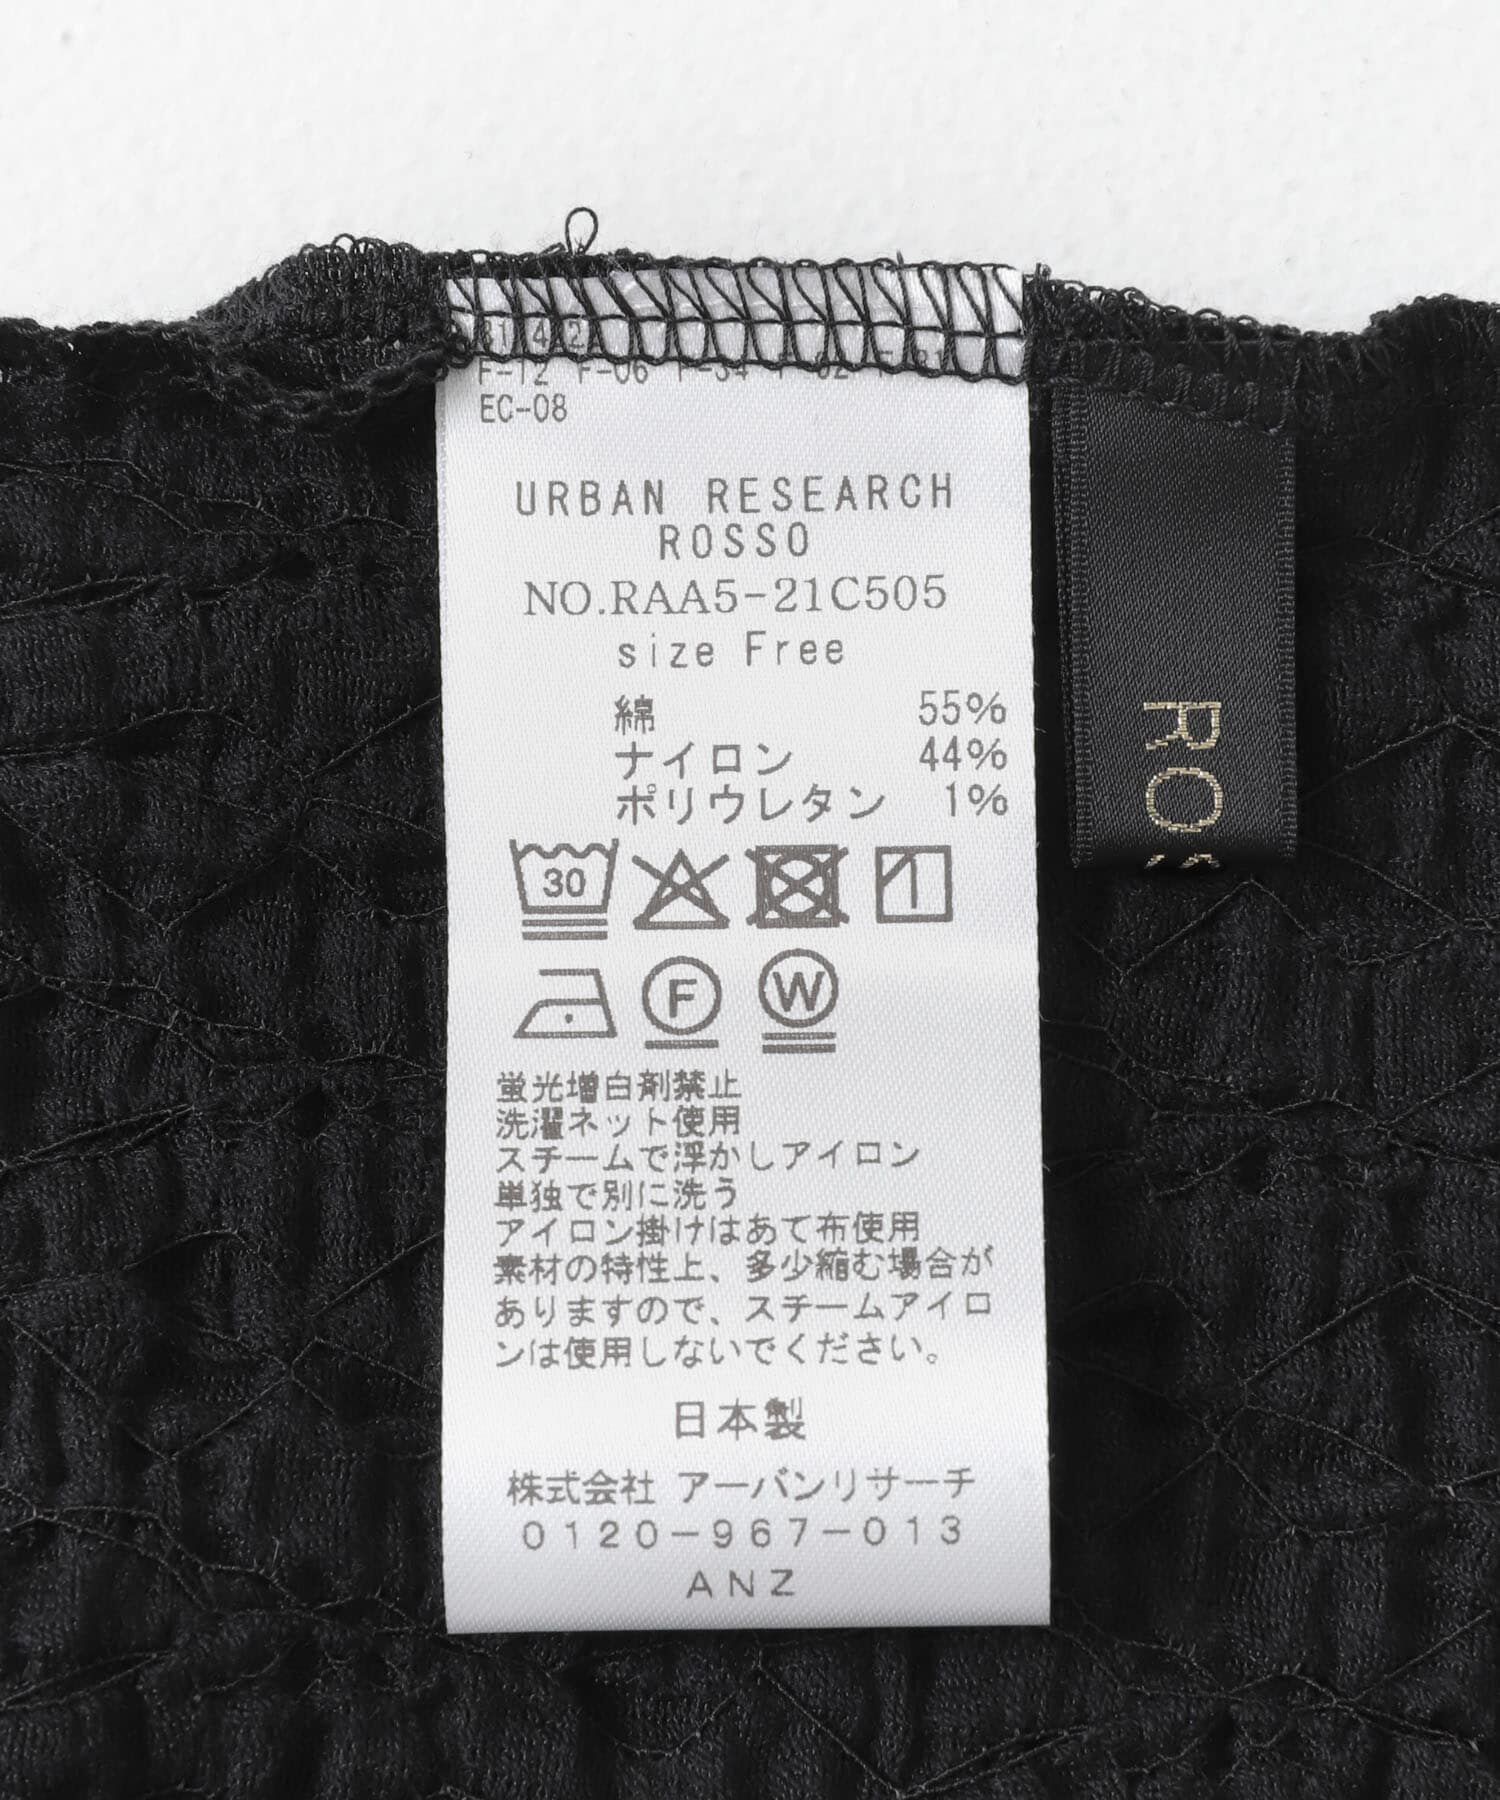 EC-08
URBAN RESEARCH
ROSSO
NO.RAA5-21C505
size Free
綿 55%
ナイロン 44%
ポリウレタン 1%
30
F
W
蛍光増白剤禁止
洗濯ネット使用
スチームで浮かしアイロン
単独で別に洗う
アイロン掛けはあて布使用
素材の特性上、多少縮む場合が
ありますので、スチームアイロ
ンは使用しないでください。
日本製
株式会社 アーバンリサーチ
0120-967-013
ANZ